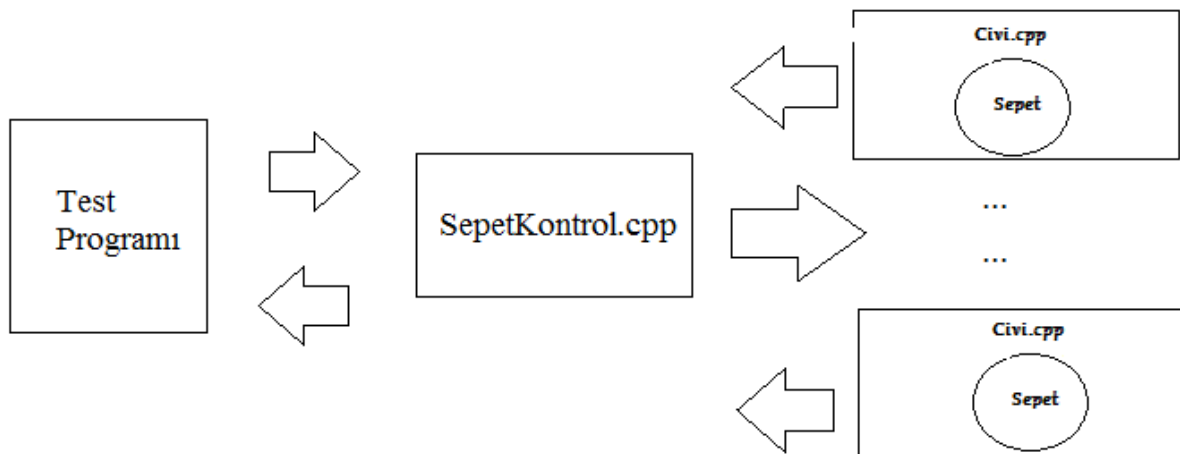 Test
Programı
SepetKontrol.cpp
Civi.cpp
Sepet
...
...
Civi.cpp
Sepet